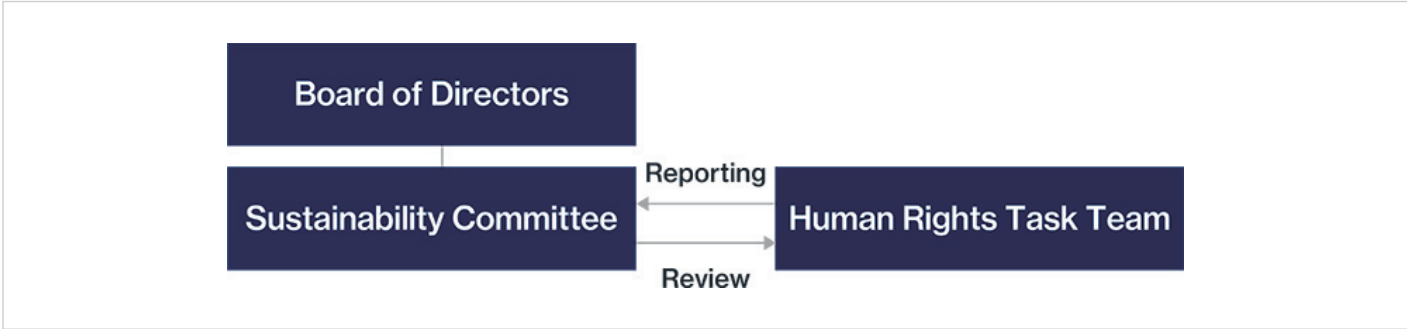 Board of Directors
Reporting
Sustainability Committee
Human Rights Task Team
Review